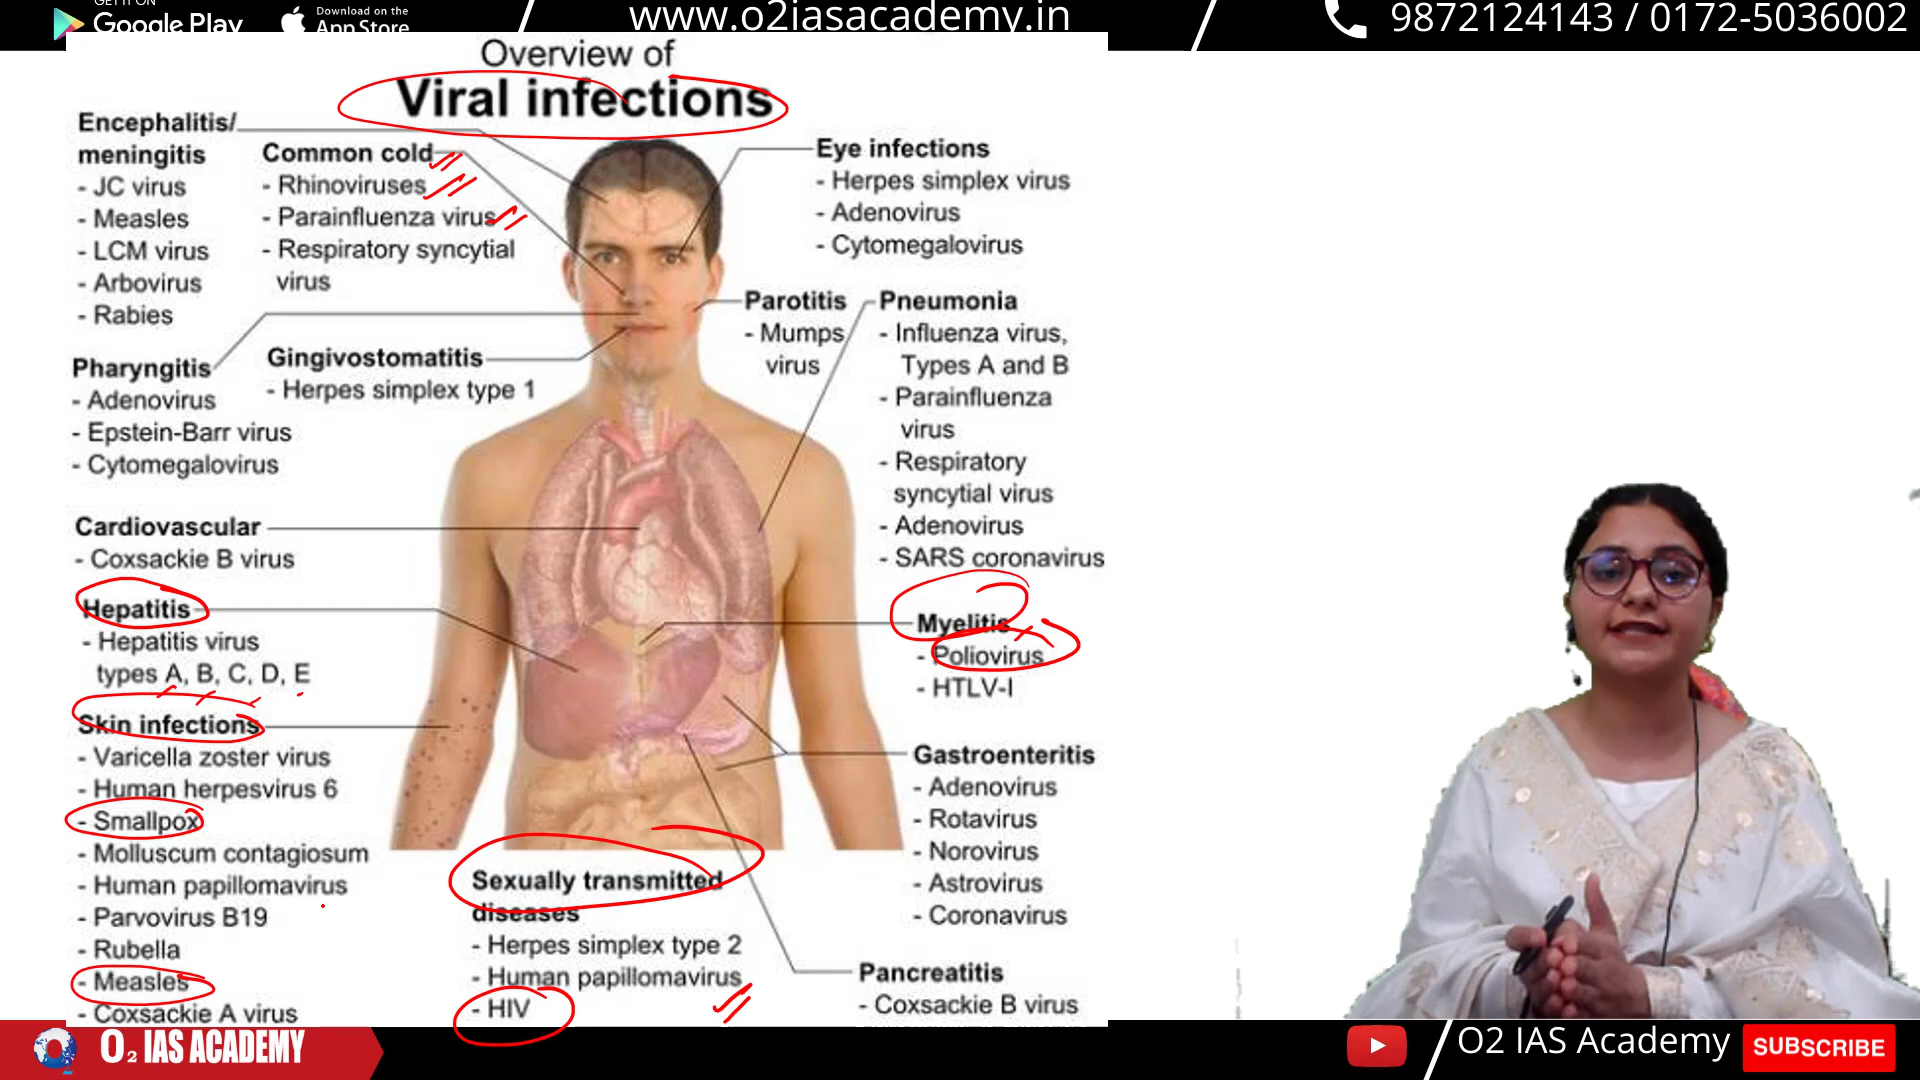 GET IT ON
Google Play
Download on the
App Store
www.o2iasacademy.in
9872124143 / 0172-5036002
Overview of
Viral infections
Encephalitis/
meningitis
- JC virus
- Measles
- LCM virus
- Arbovirus
- Rabies
Common cold
- Rhinoviruses
- Parainfluenza virus
- Respiratory syncytial
virus
Eye infections
- Herpes simplex virus
- Adenovirus
- Cytomegalovirus
Pharyngitis
- Adenovirus
- Epstein-Barr virus
- Cytomegalovirus
Gingivostomatitis
- Herpes simplex type 1
Parotitis
- Mumps
virus
Pneumonia
- Influenza virus,
Types A and B
- Parainfluenza
virus
- Respiratory
syncytial virus
- Adenovirus
- SARS coronavirus
Cardiovascular
- Coxsackie B virus
Hepatitis
- Hepatitis virus
types A, B, C, D, E
Myelitis
- Poliovirus
- HTLV-I
Skin infections
- Varicella zoster virus
- Human herpesvirus 6
- Smallpox
- Molluscum contagiosum
- Human papillomavirus
- Parvovirus B19
- Rubella
- Measles
- Coxsackie A virus
Gastroenteritis
- Adenovirus
- Rotavirus
- Norovirus
- Astrovirus
- Coronavirus
Sexually transmitted
diseases
- Herpes simplex type 2
- Human papillomavirus
- HIV
Pancreatitis
- Coxsackie B virus
O2 IAS ACADEMY
O2 IAS Academy
SUBSCRIBE